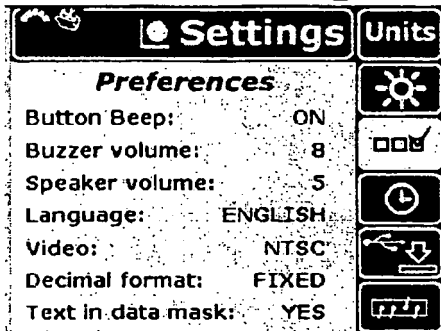 Settings
Units
Preferences
Button Beep: ON
Buzzer volume: 8
Speaker volume: 5
Language: ENGLISH
Video: NTSC
Decimal format: FIXED
Text in data mask: YES